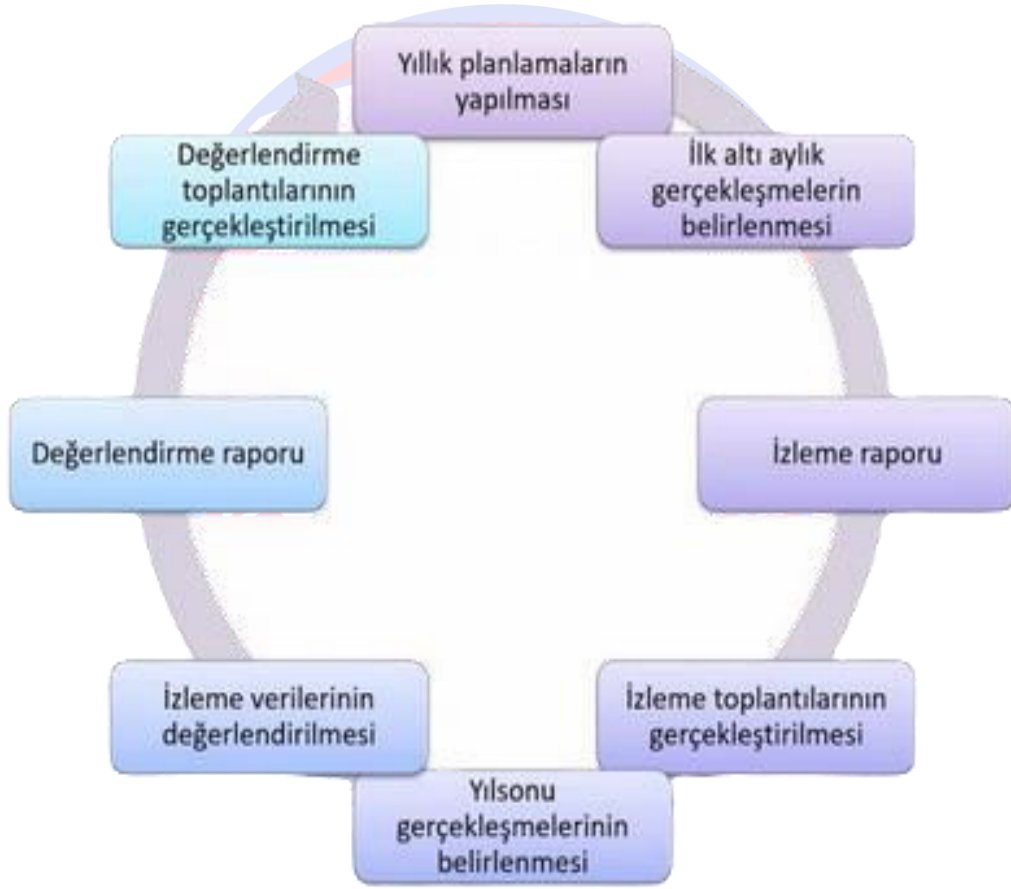 Yıllık planlamaların
yapılması
İlk altı aylık
gerçekleşmelerin
belirlenmesi
İzleme raporu
İzleme toplantılarının
gerçekleştirilmesi
Yılsonu
gerçekleşmelerinin
belirlenmesi
İzleme verilerinin
değerlendirilmesi
Değerlendirme raporu
Değerlendirme
toplantılarının
gerçekleştirilmesi